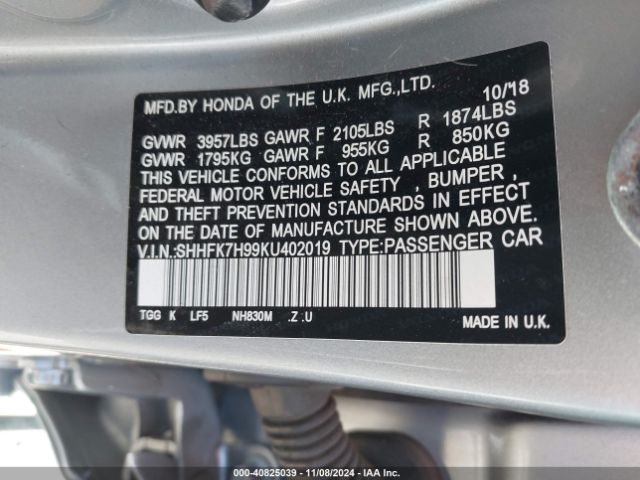 MFD.BY HONDA OF THE U.K. MFG.,LTD. 10/18
GVWR 3957LBS GAWR F 2105LBS R 1874LBS
GVWR 1795KG GAWR F 955KG R 850KG
THIS VEHICLE CONFORMS TO ALL APPLICABLE
FEDERAL MOTOR VEHICLE SAFETY , BUMPER ,
AND THEFT PREVENTION STANDARDS IN EFFECT
ON THE DATE OF MANUFACTURE SHOWN ABOVE.
V.I.N.:SHHFK7H99KU402019 TYPE:PASSENGER CAR
TGG K LF5 NH830M .Z .U
MADE IN U.K.
000-40825039 - 11/08/2024 - IAA Inc.